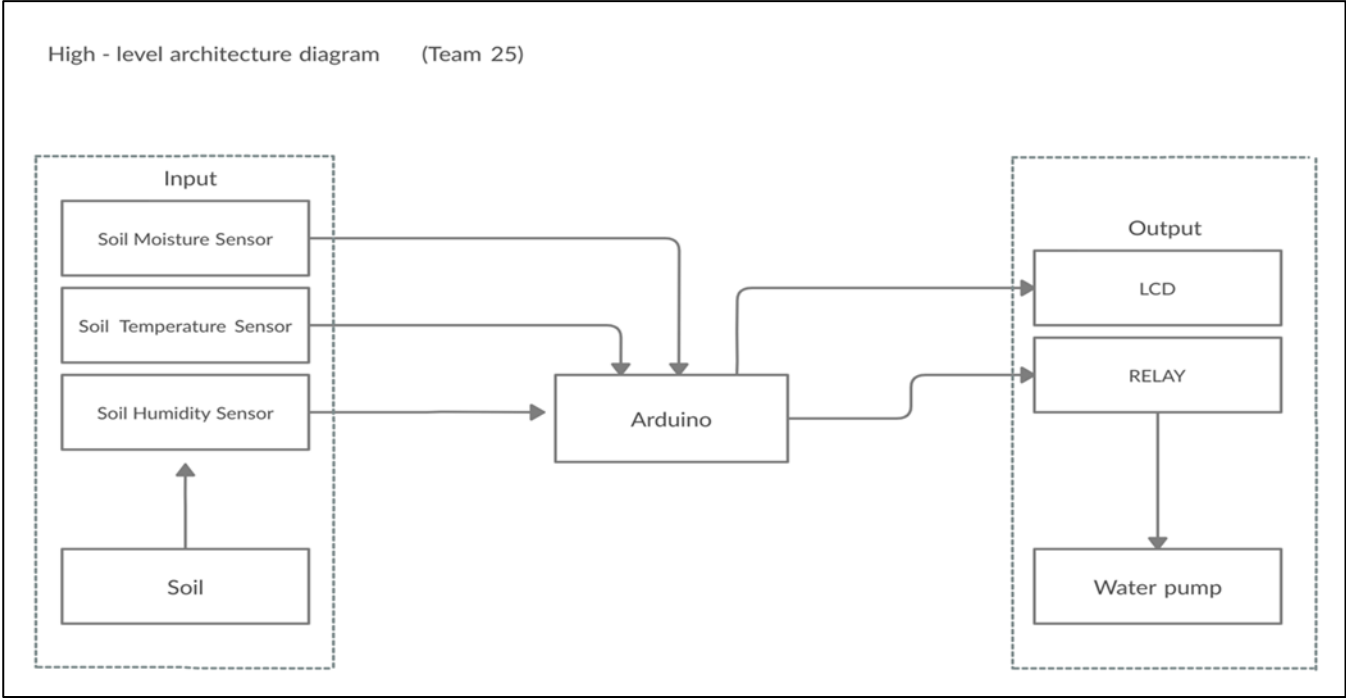 High - level architecture diagram (Team 25)
Input
Soil Moisture Sensor
Soil Temperature Sensor
Soil Humidity Sensor
Soil
Arduino
Output
LCD
RELAY
Water pump